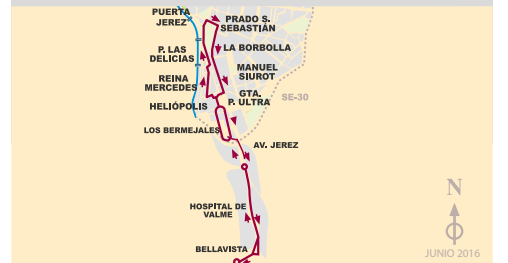 PUERTA
JEREZ
PRADO S.
SEBASTIÁN
P. LAS
DELICIAS
LA BORBOLLA
MANUEL
SIUROT
REINA
MERCEDES
GTA.
P. ULTRA
SE-30
HELIÓPOLIS
LOS BERMEJALES
AV. JEREZ
HOSPITAL DE
VALME
BELLAVISTA
N
JUNIO 2016